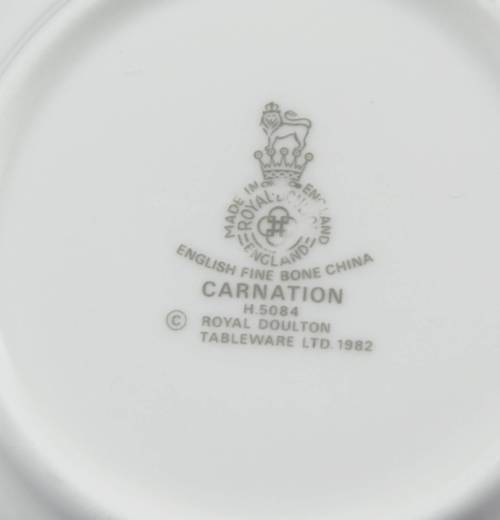 MADE IN ENGLAND
ROYAL DOULTON
ENGLAND
ENGLISH FINE BONE CHINA
CARNATION
H.5084
© ROYAL DOULTON
TABLEWARE LTD. 1982